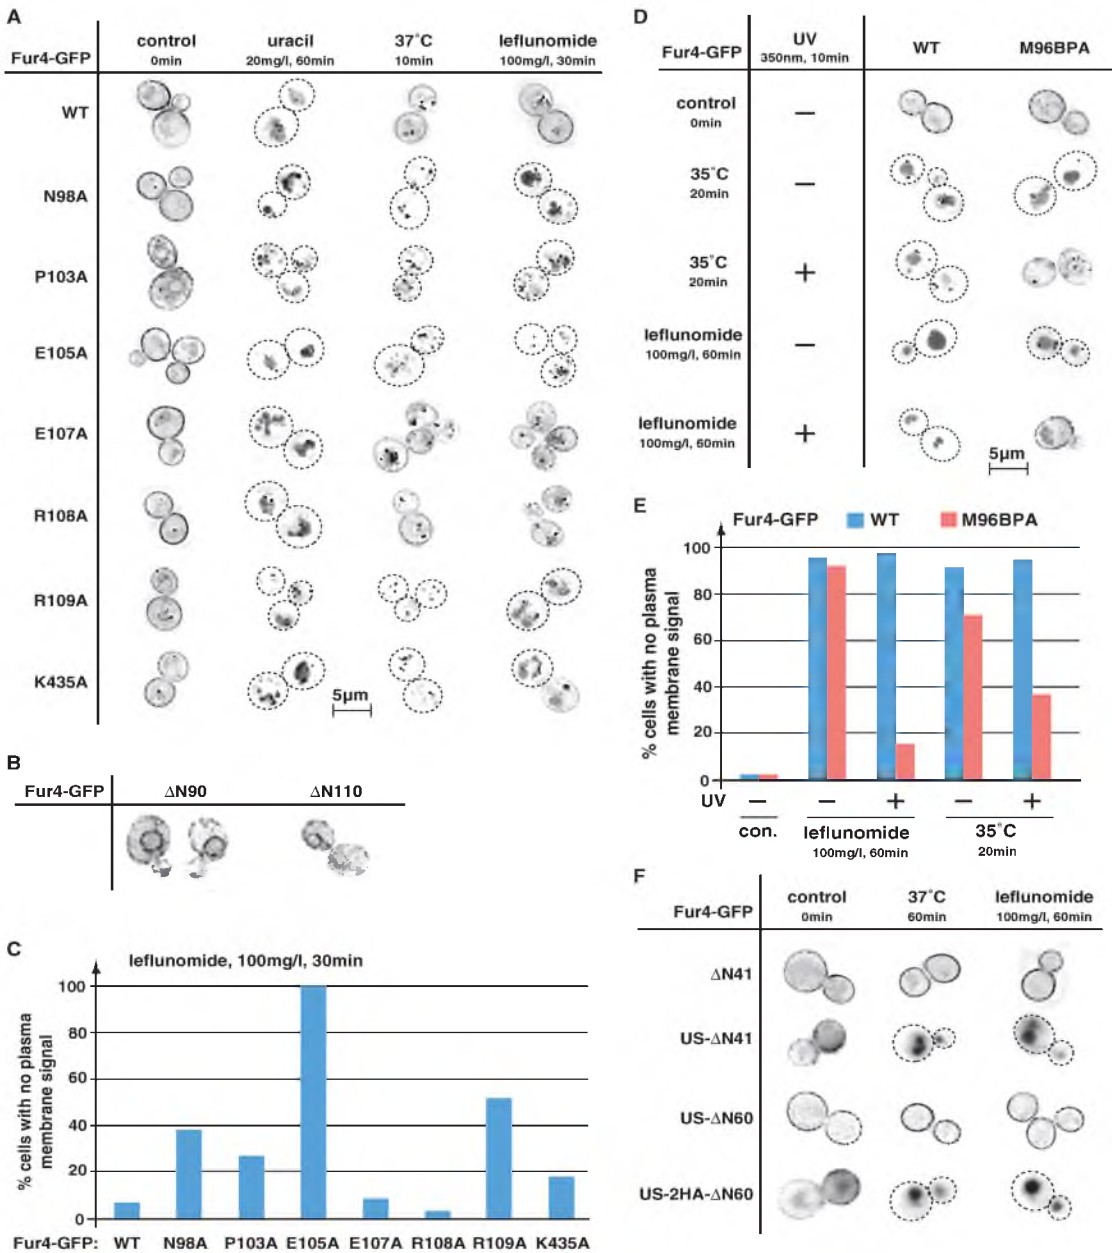 A
control
uracil
37°C
leflunomide
Fur4-GFP
0min
20mg/l, 60min
10min
100mg/l, 30min
WT
N98A
P103A
E105A
E107A
R108A
R109A
K435A
5µm
B
Fur4-GFP
ΔN90
ΔN110
C
leflunomide, 100mg/l, 30min
% cells with no plasma
membrane signal
100
80
60
40
20
0
Fur4-GFP: WT N98A P103A E105A E107A R108A R109A K435A
D
Fur4-GFP
UV
350nm, 10min
WT
M96BPA
control
0min
−
35°C
20min
−
35°C
20min
+
leflunomide
100mg/l, 60min
−
leflunomide
100mg/l, 60min
+
5µm
E
Fur4-GFP WT M96BPA
% cells with no plasma
membrane signal
100
80
60
40
20
0
UV − − + − +
con.
leflunomide
100mg/l, 60min
35°C
20min
F
control
37°C
leflunomide
Fur4-GFP
0min
60min
100mg/l, 60min
ΔN41
US-ΔN41
US-ΔN60
US-2HA-ΔN60